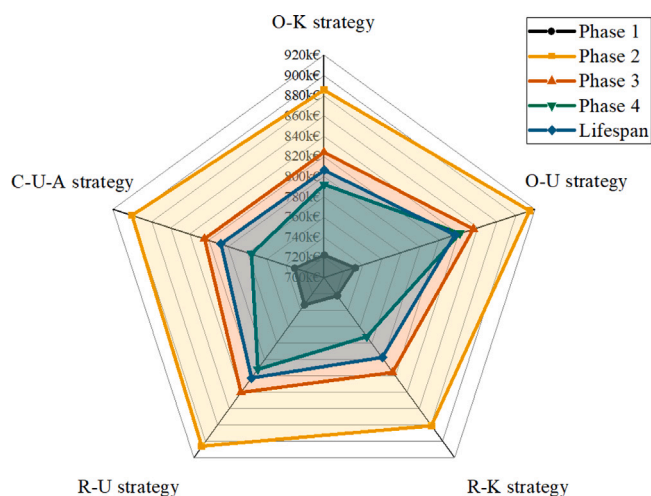 O-K strategy
920k€
900k€
880k€
860k€
840k€
820k€
800k€
780k€
760k€
740k€
720k€
700k€
Phase 1
Phase 2
Phase 3
Phase 4
Lifespan
C-U-A strategy
O-U strategy
R-U strategy
R-K strategy